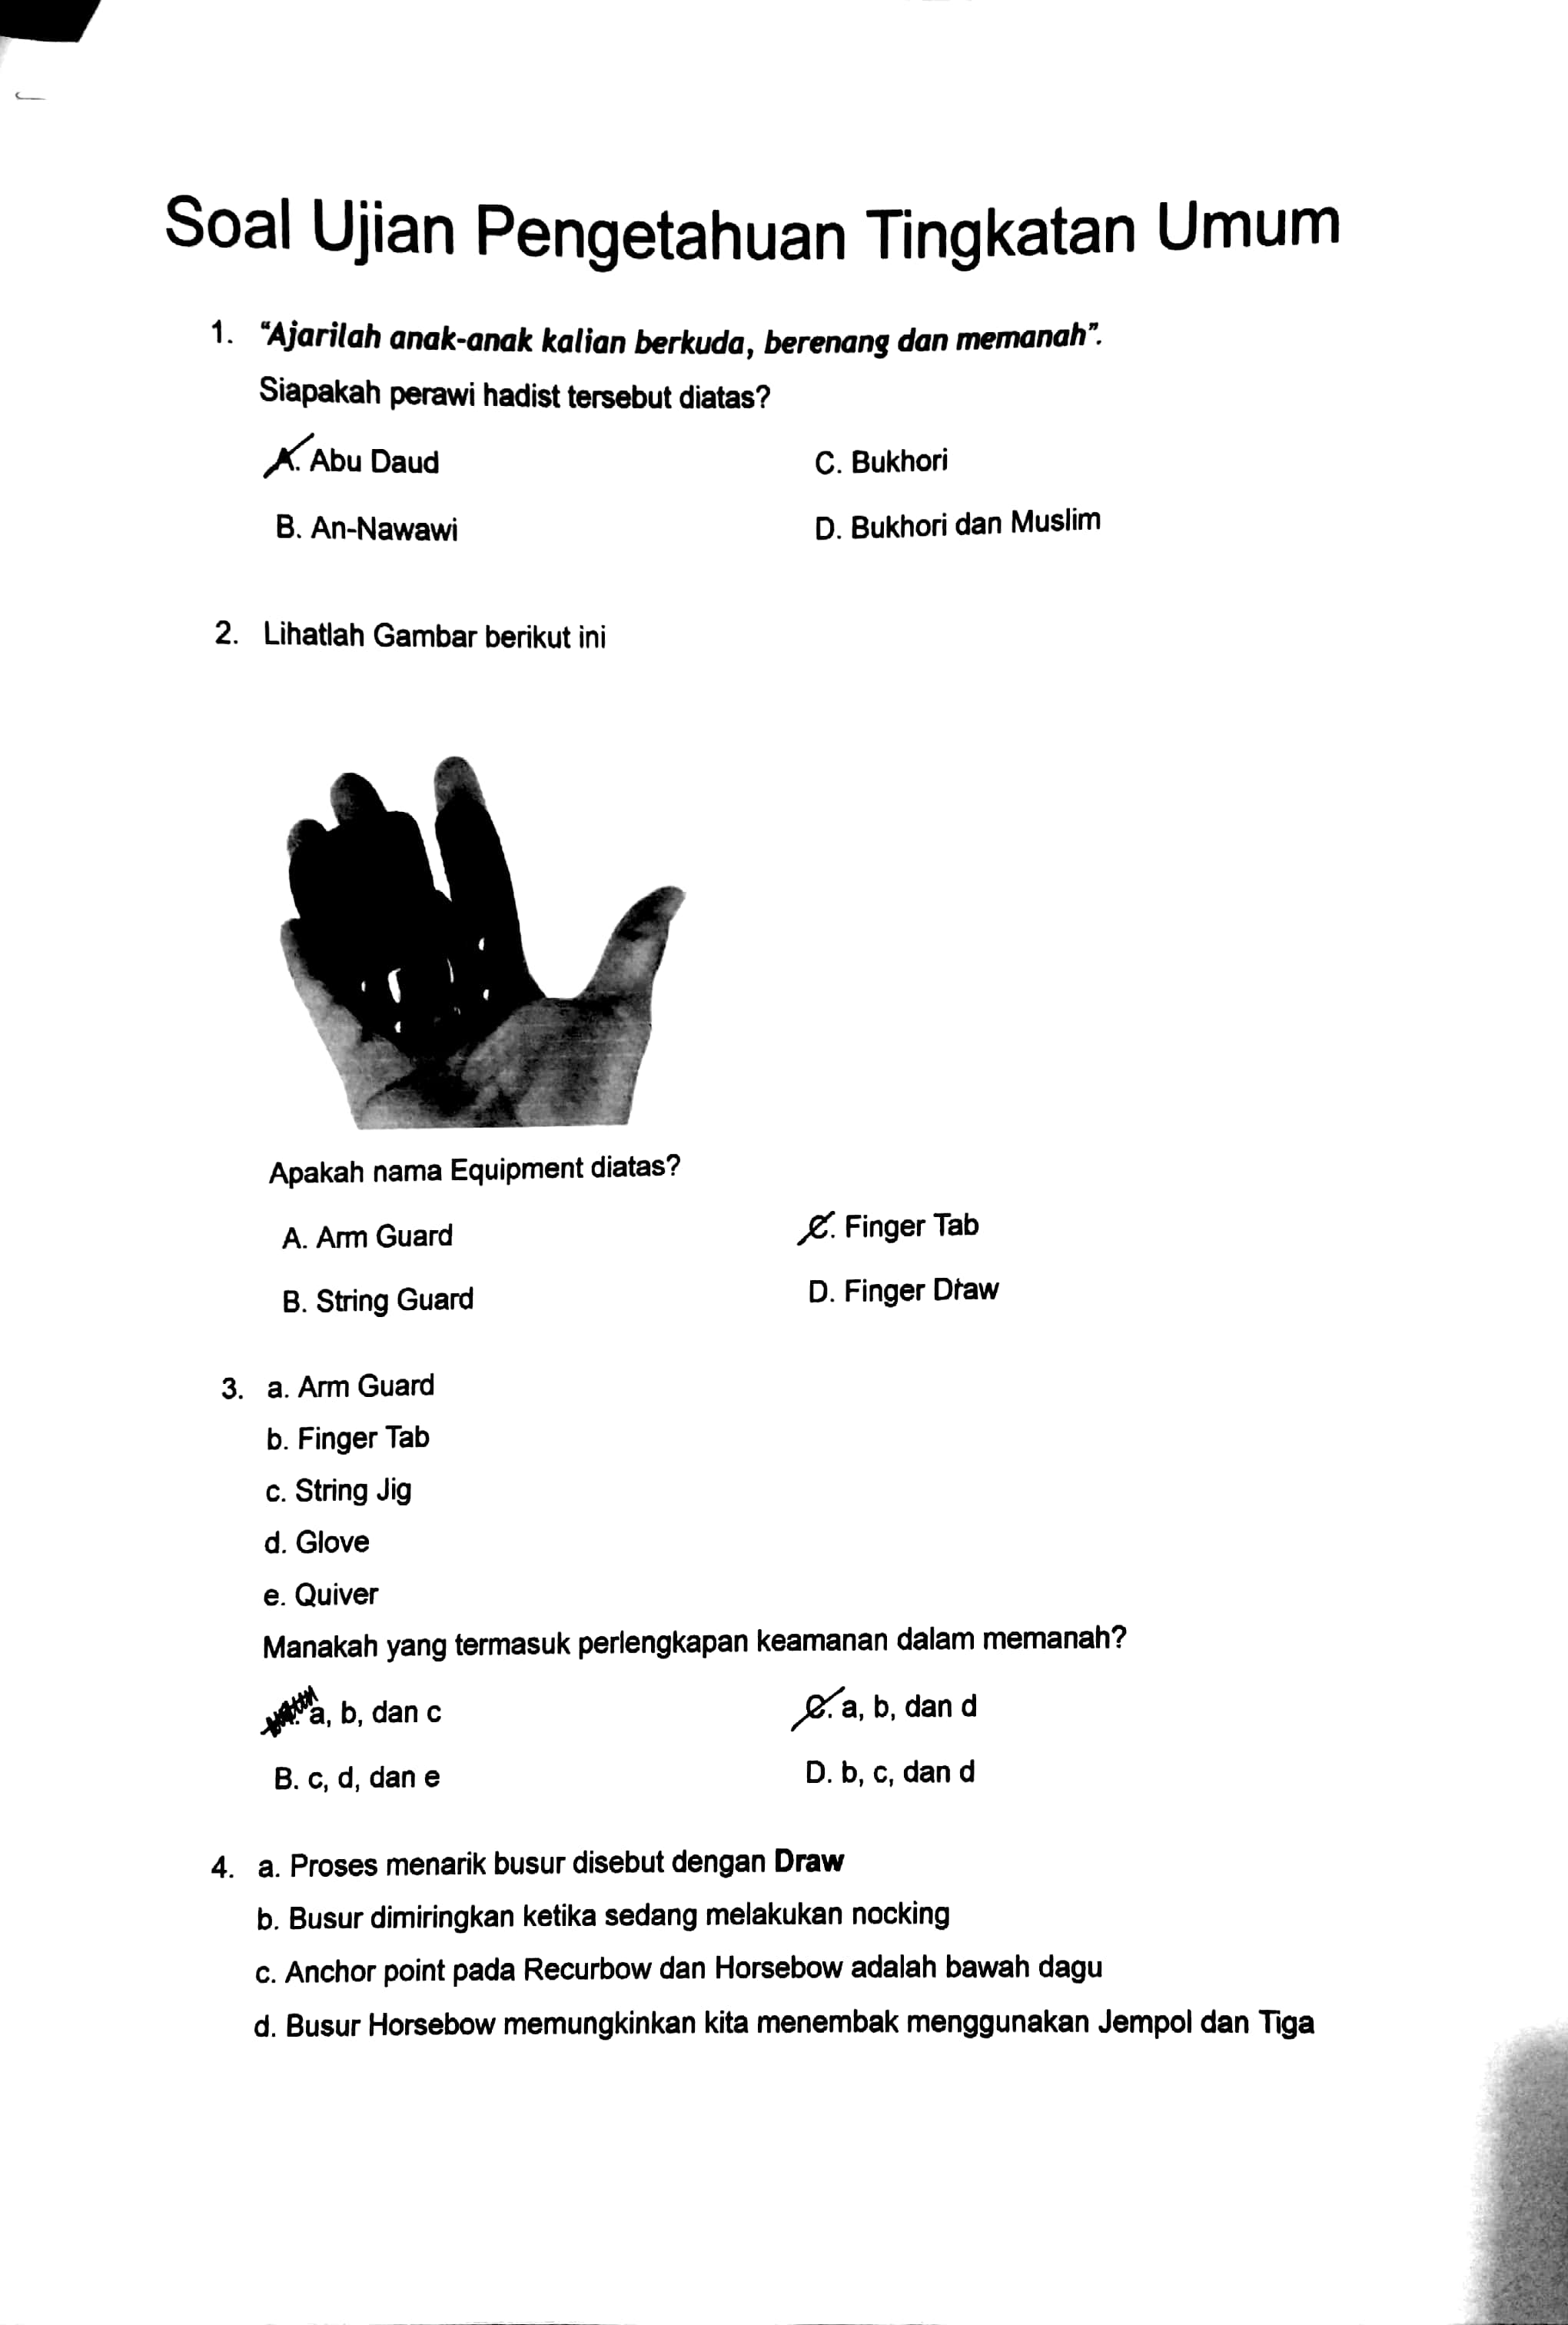 Soal Ujian Pengetahuan Tingkatan Umum
1. “Ajarilah anak-anak kalian berkuda, berenang dan memanah”.
Siapakah perawi hadist tersebut diatas?
A. Abu Daud C. Bukhori
B. An-Nawawi D. Bukhori dan Muslim
2. Lihatlah Gambar berikut ini
Apakah nama Equipment diatas?
A. Arm Guard C. Finger Tab
B. String Guard D. Finger Draw
3. a. Arm Guard
b. Finger Tab
c. String Jig
d. Glove
e. Quiver
Manakah yang termasuk perlengkapan keamanan dalam memanah?
a, b, dan c C. a, b, dan d
B. c, d, dan e D. b, c, dan d
4. a. Proses menarik busur disebut dengan Draw
b. Busur dimiringkan ketika sedang melakukan nocking
c. Anchor point pada Recurbow dan Horsebow adalah bawah dagu
d. Busur Horsebow memungkinkan kita menembak menggunakan Jempol dan Tiga